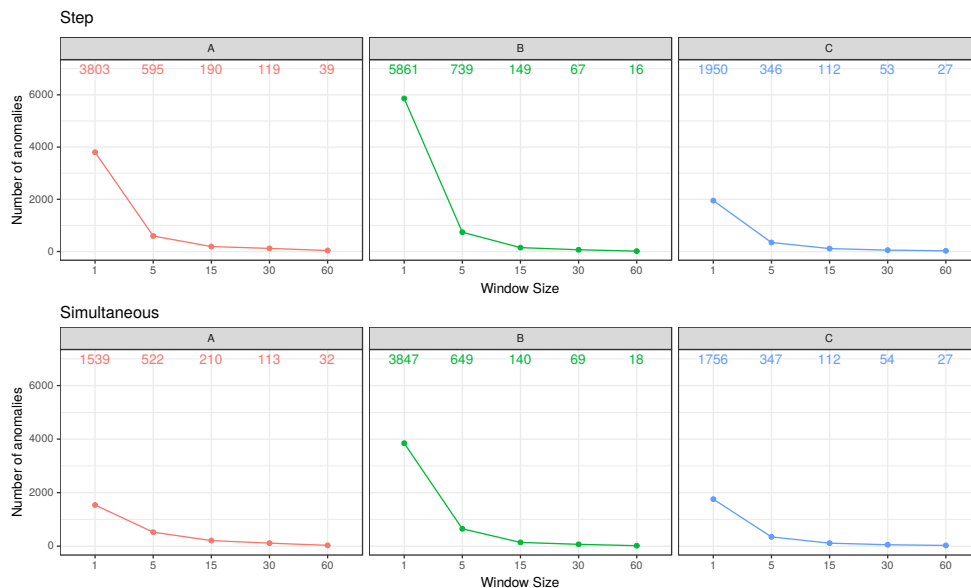 Step
A B C
3803 595 190 119 39 5861 739 149 67 16 1950 346 112 53 27
Number of anomalies
6000
4000
2000
0
1 5 15 30 60 1 5 15 30 60 1 5 15 30 60
Window Size
Simultaneous
A B C
1539 522 210 113 32 3847 649 140 69 18 1756 347 112 54 27
Number of anomalies
6000
4000
2000
0
1 5 15 30 60 1 5 15 30 60 1 5 15 30 60
Window Size